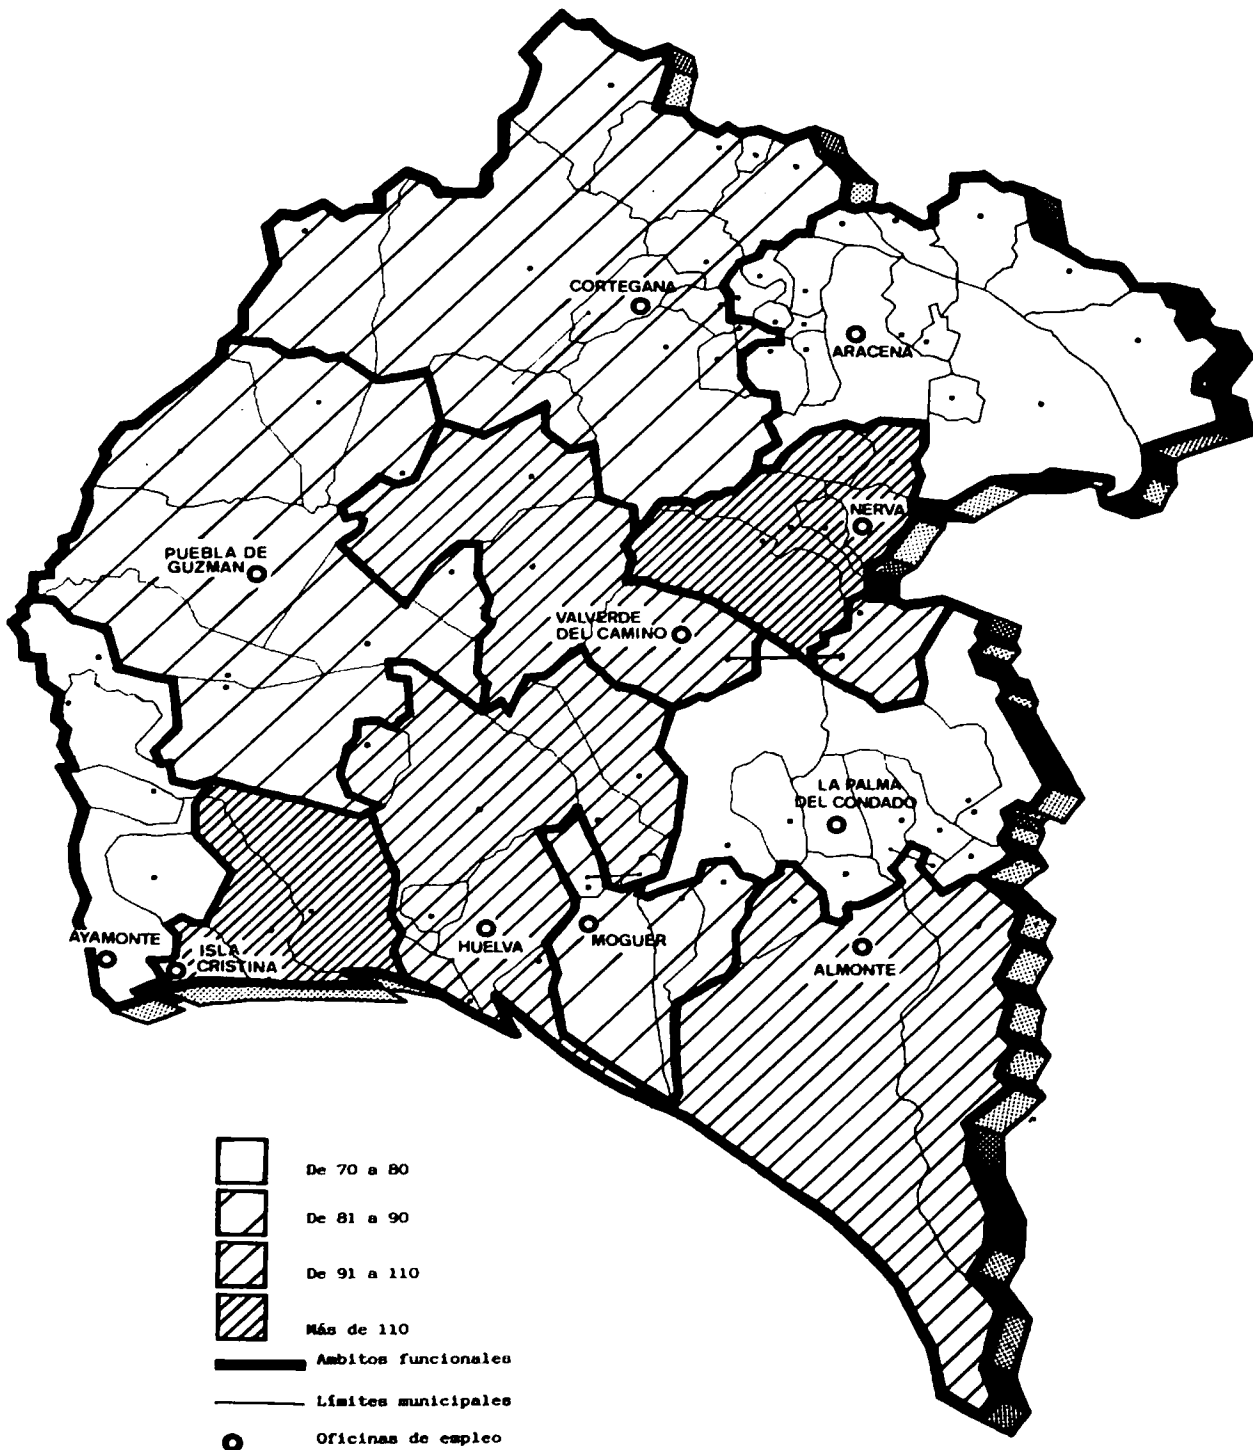 CORTEGANA
ARACENA
NERVA
PUEBLA DE
GUZMAN
VALVERDE
DEL CAMINO
LA PALMA
DEL CONDADO
AYAMONTE
ISLA
CRISTINA
HUELVA
MOGUER
ALMONTE
De 70 a 80
De 81 a 90
De 91 a 110
Más de 110
Ambitos funcionales
Límites municipales
Oficinas de empleo